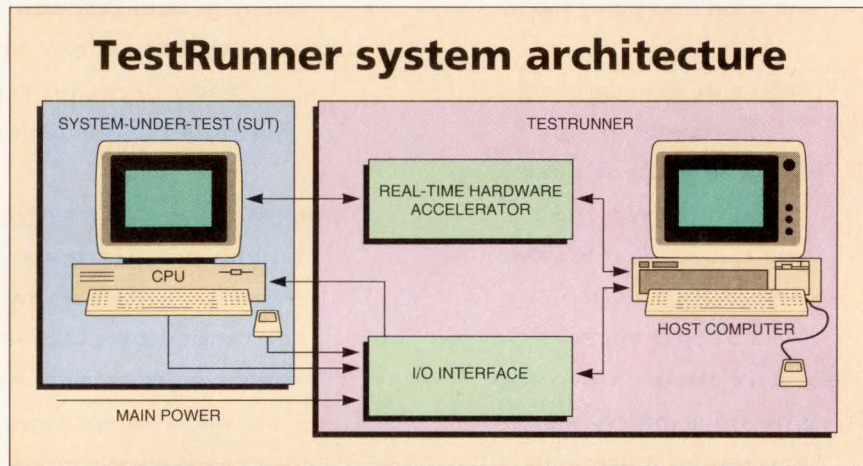 TestRunner system architecture
SYSTEM-UNDER-TEST (SUT)
TESTRUNNER
REAL-TIME HARDWARE
ACCELERATOR
CPU
HOST COMPUTER
I/O INTERFACE
MAIN POWER